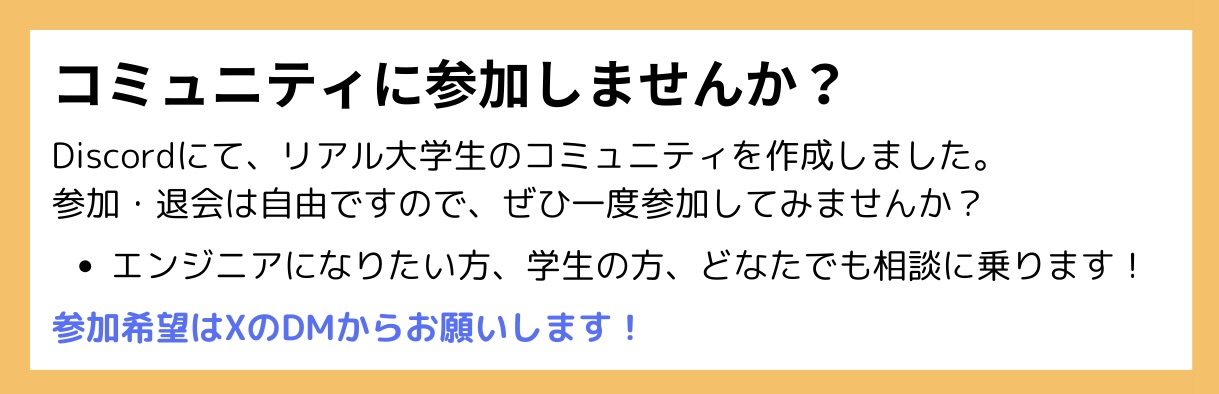 コミュニティに参加しませんか？
Discordにて、リアル大学生のコミュニティを作成しました。
参加・退会は自由ですので、ぜひ一度参加してみませんか？
• エンジニアになりたい方、学生の方、どなたでも相談に乗ります！
参加希望はXのDMからお願いします！